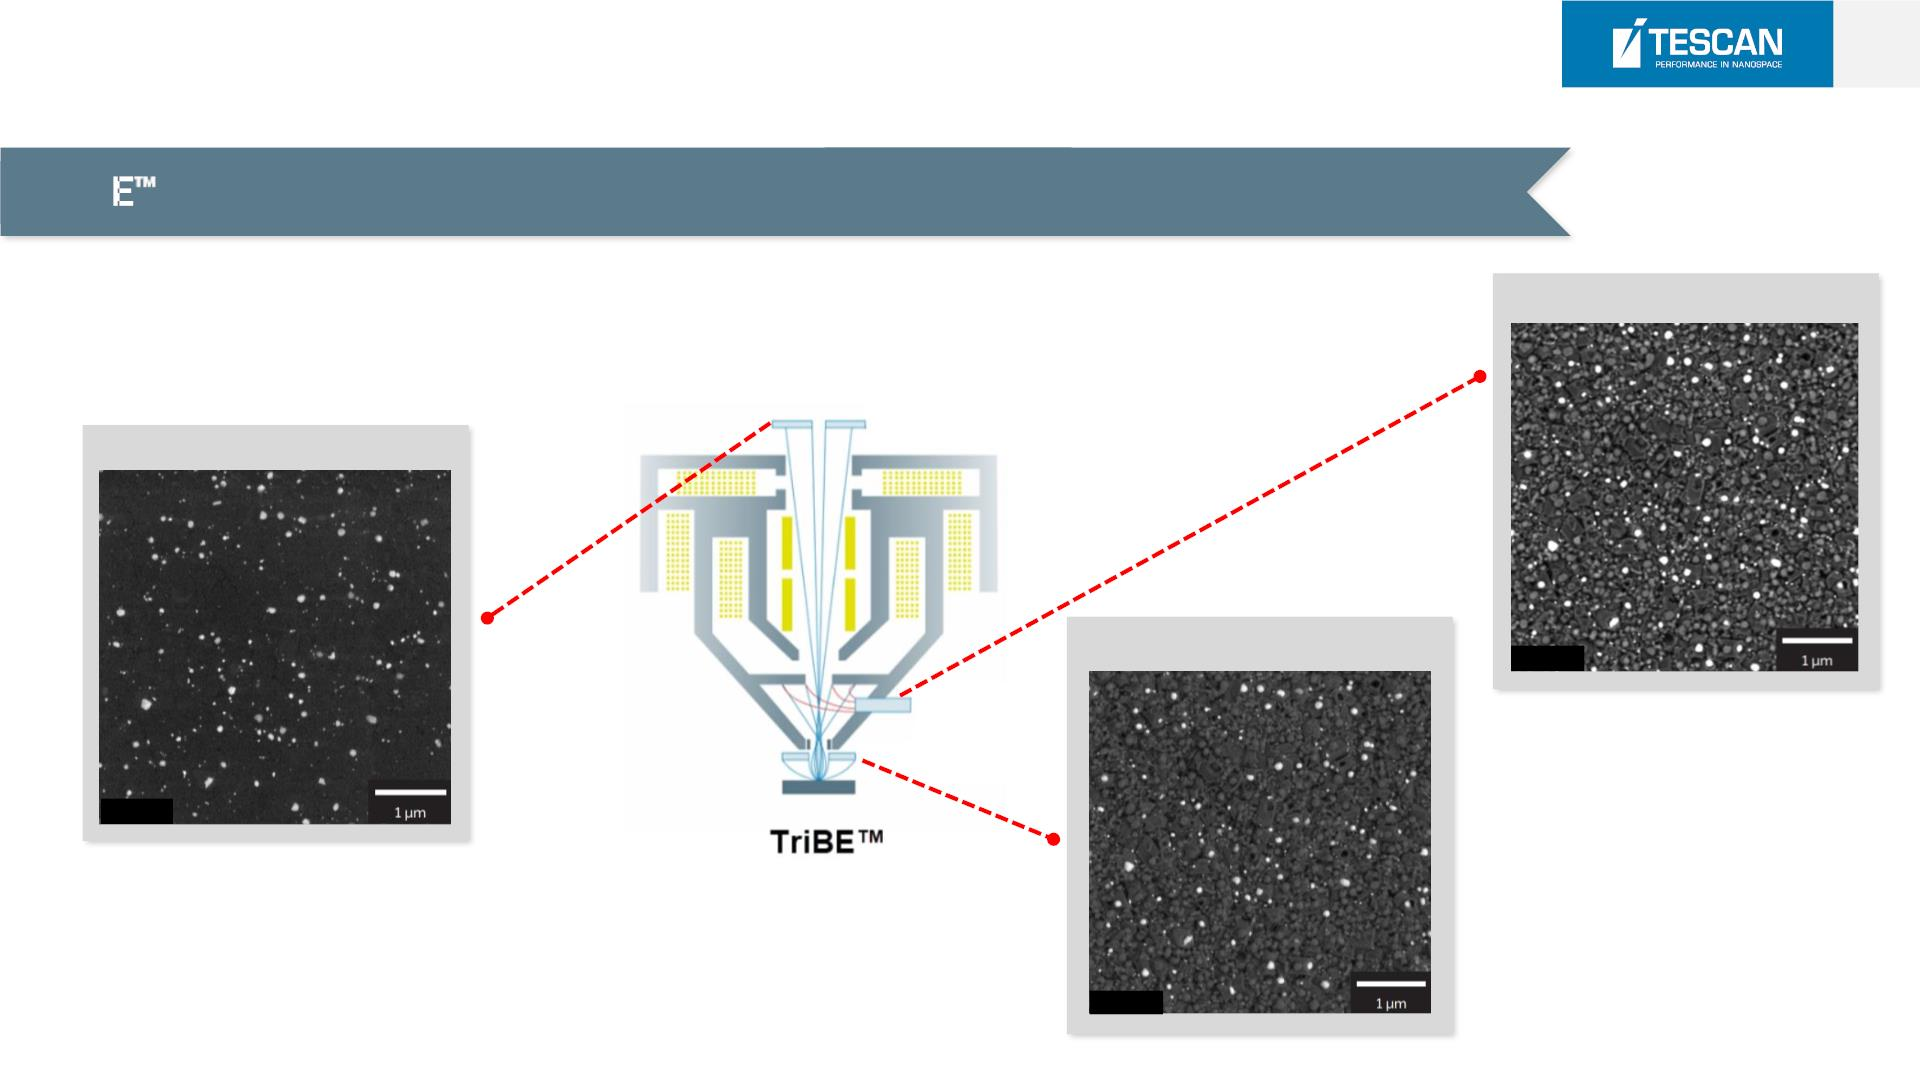 TESCAN
PERFORMANCE IN NANOSPACE
E™
1 µm
1 µm
1 µm
TriBE™